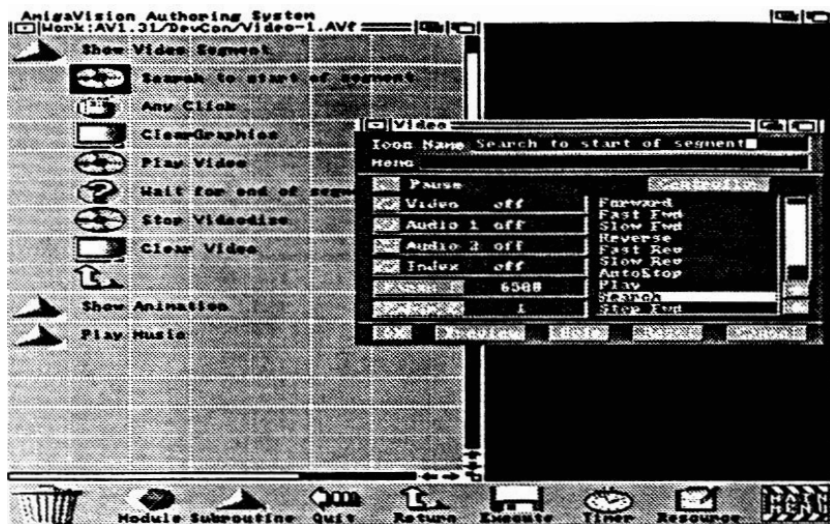 AmigaVision Authoring System
Work:AV1.31/DevCon/Video-1.AVf
Show Video Segment
Search to start of segment
Any Click
ClearGraphics
Play Video
Wait for end of segm
Stop Videodisc
Clear Video
Show Animation
Play Music
Video
Icon Name Search to start of segment
Memo
Pause
Controller
Video off
Audio 1 off
Audio 2 off
Index off
6500
1
Forward
Fast Fwd
Slow Fwd
Reverse
Fast Rev
Slow Rev
AutoStop
Play
Search
Step Fwd
OK Preview Help
Module Subroutine Quit Return Execute Timer Resource MAIN MENU